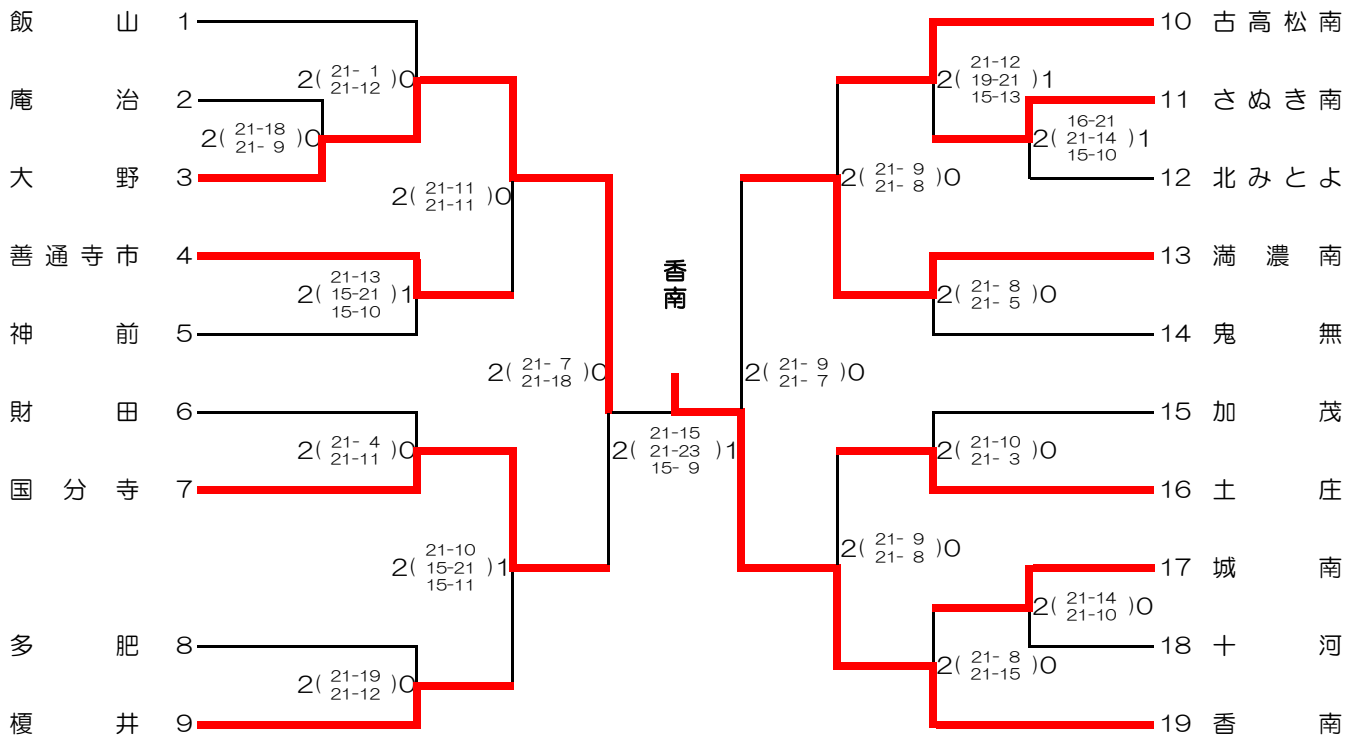 飯山 1
2( 21- 1 )0
21-12
庵治 2
2( 21-18 )0
21- 9
大野 3
2( 21-11 )0
21-11
善通寺市 4
21-13
2( 15-21 )1
15-10
神前 5
2( 21- 7 )0
21-18
財田 6
2( 21- 4 )0
21-11
国分寺 7
21-10
2( 15-21 )1
15-11
多肥 8
2( 21-19 )0
21-12
榎井 9
香南
21-15
2( 21-23 )1
15- 9
10 古高松南
21-12
2( 19-21 )1
15-13
11 さぬき南
16-21
2( 21-14 )1
15-10
12 北みとよ
2( 21- 9 )0
21- 8
13 満濃南
2( 21- 8 )0
21- 5
14 鬼無
2( 21- 9 )0
21- 7
15 加茂
2( 21-10 )0
21- 3
16 土庄
2( 21- 9 )0
21- 8
17 城南
2( 21-14 )0
21-10
18 十河
2( 21- 8 )0
21-15
19 香南